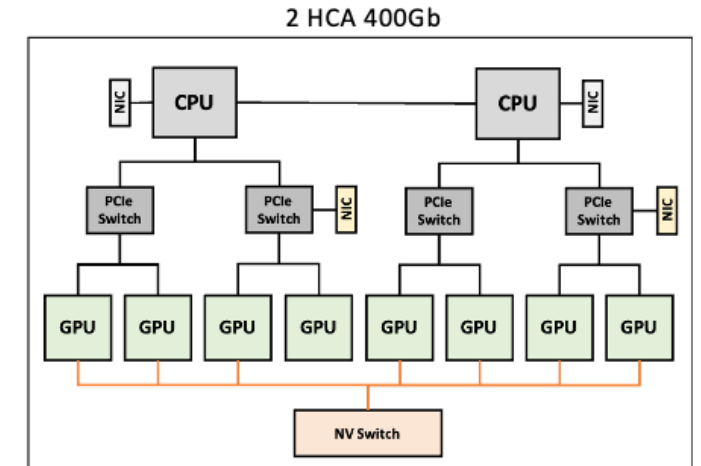 2 HCA 400Gb
NIC
CPU
CPU
NIC
PCIe
Switch
PCIe
Switch
NIC
PCIe
Switch
PCIe
Switch
NIC
GPU
GPU
GPU
GPU
GPU
GPU
GPU
GPU
NV Switch